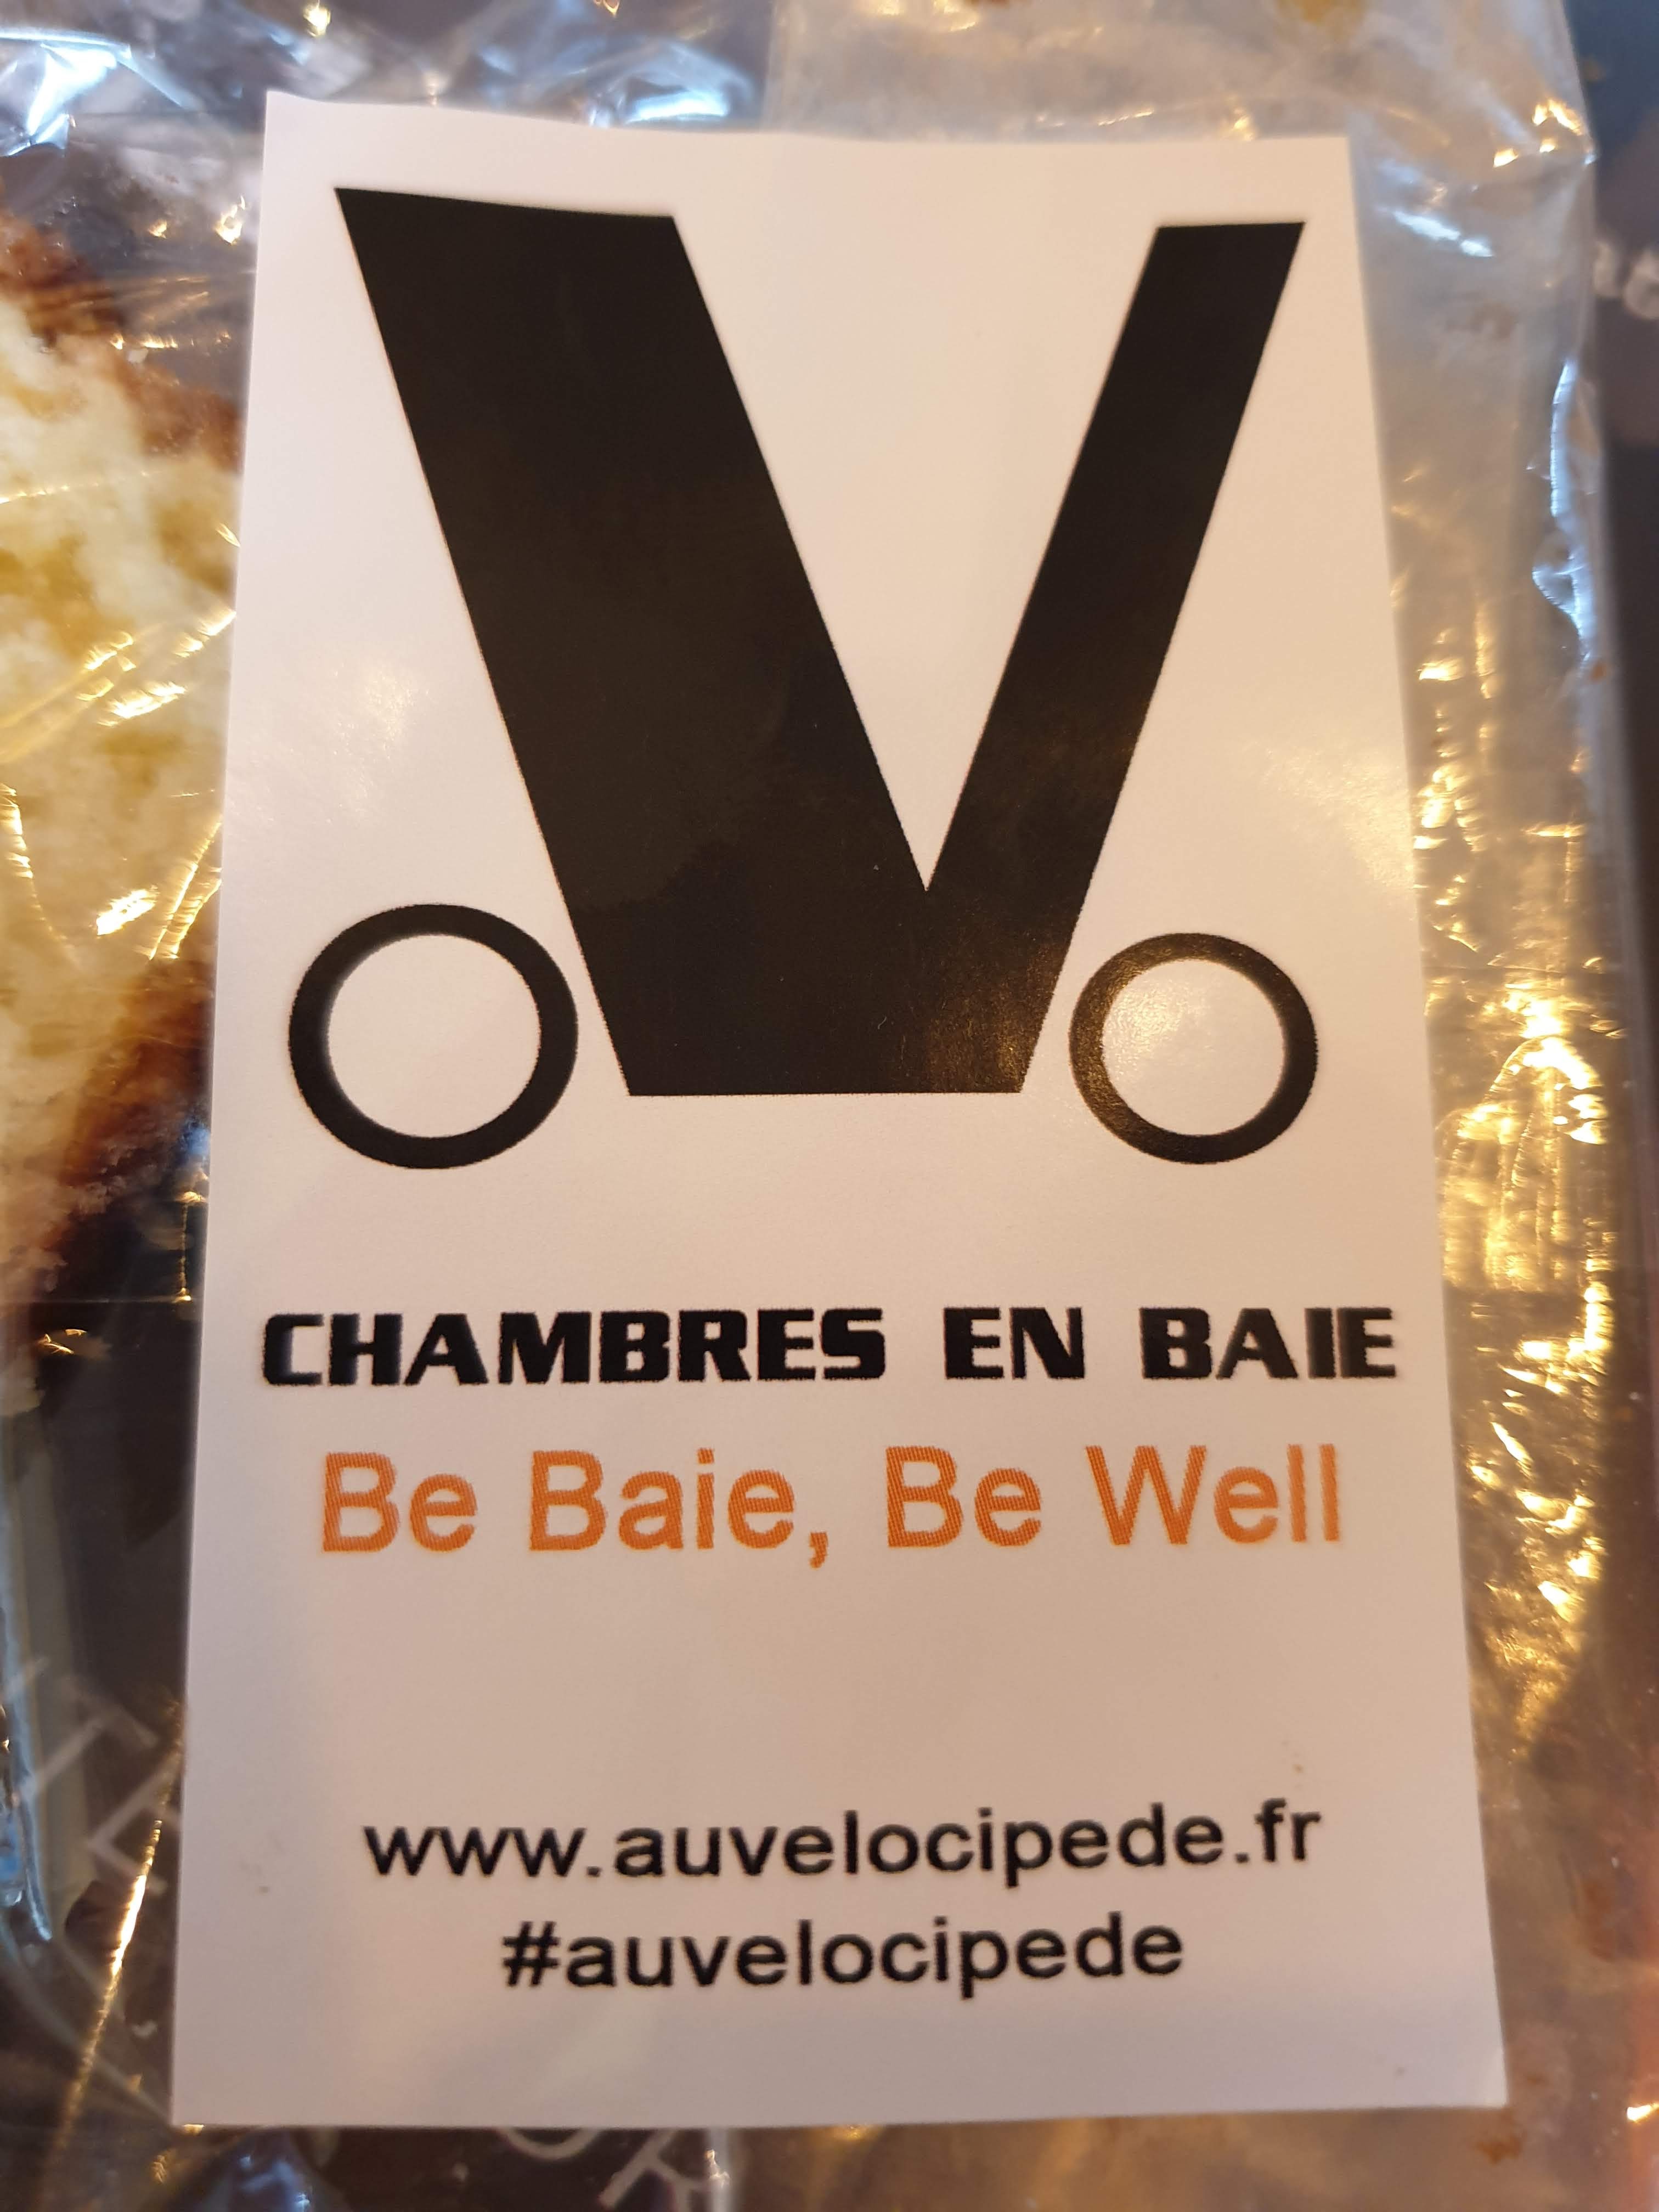 V
CHAMBRES EN BAIE
Be Baie, Be Well
www.auvelocipede.fr
#auvelocipede